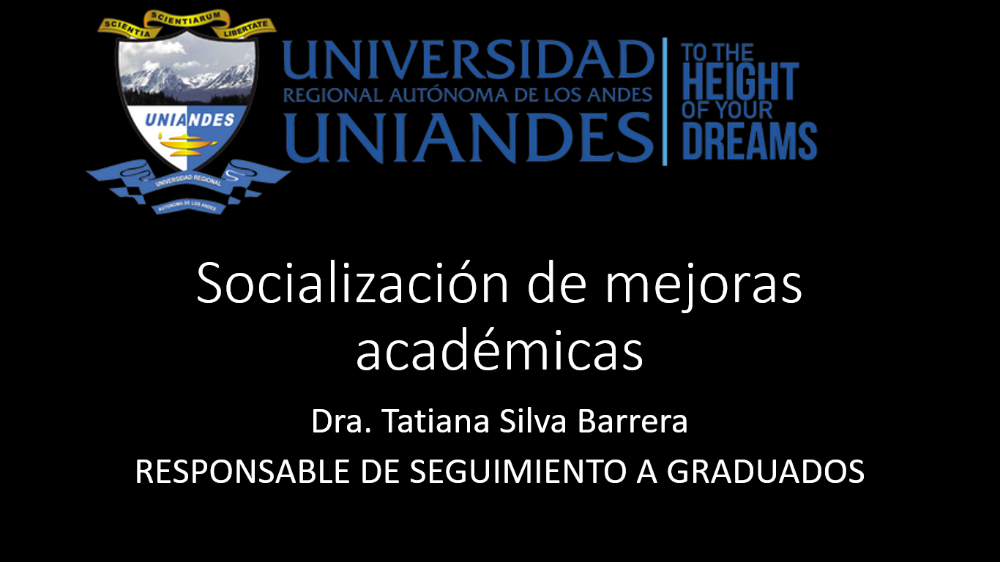 SCIENTIA SCIENTIARUM LIBERTATE
UNIANDES
UNIVERSIDAD REGIONAL
AUTÓNOMA DE LOS ANDES
UNIVERSIDAD
REGIONAL AUTÓNOMA DE LOS ANDES
UNIANDES
TO THE
HEIGHT
OF YOUR
DREAMS
Socialización de mejoras
académicas
Dra. Tatiana Silva Barrera
RESPONSABLE DE SEGUIMIENTO A GRADUADOS